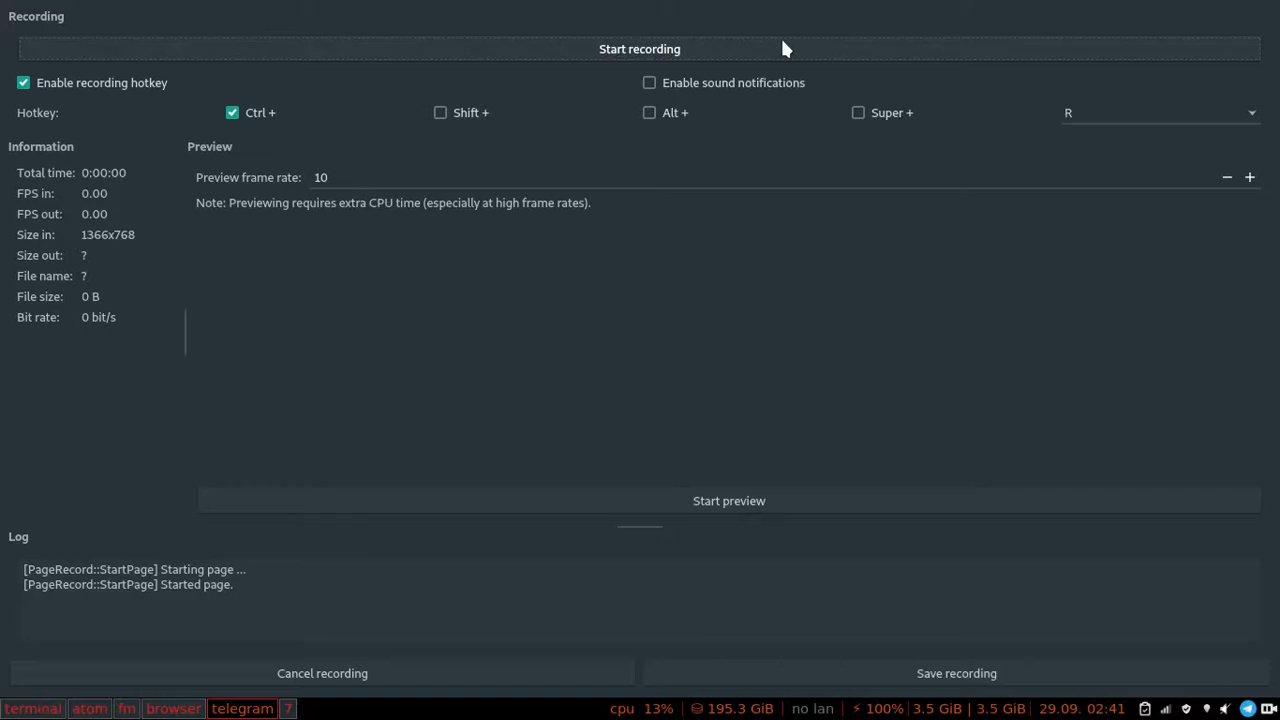 Recording
Start recording
Enable recording hotkey
Enable sound notifications
Hotkey: Ctrl + Shift + Alt + Super + R
Information
Total time: 0:00:00
FPS in: 0.00
FPS out: 0.00
Size in: 1366x768
Size out: ?
File name: ?
File size: 0 B
Bit rate: 0 bit/s
Preview
Preview frame rate: 10
Note: Previewing requires extra CPU time (especially at high frame rates).
Start preview
Log
[PageRecord::StartPage] Starting page ...
[PageRecord::StartPage] Started page.
Cancel recording
Save recording
terminal atom fm browser telegram 7 cpu 13% 195.3 GiB no lan 100% 3.5 GiB 3.5 GiB 29.09. 02:41